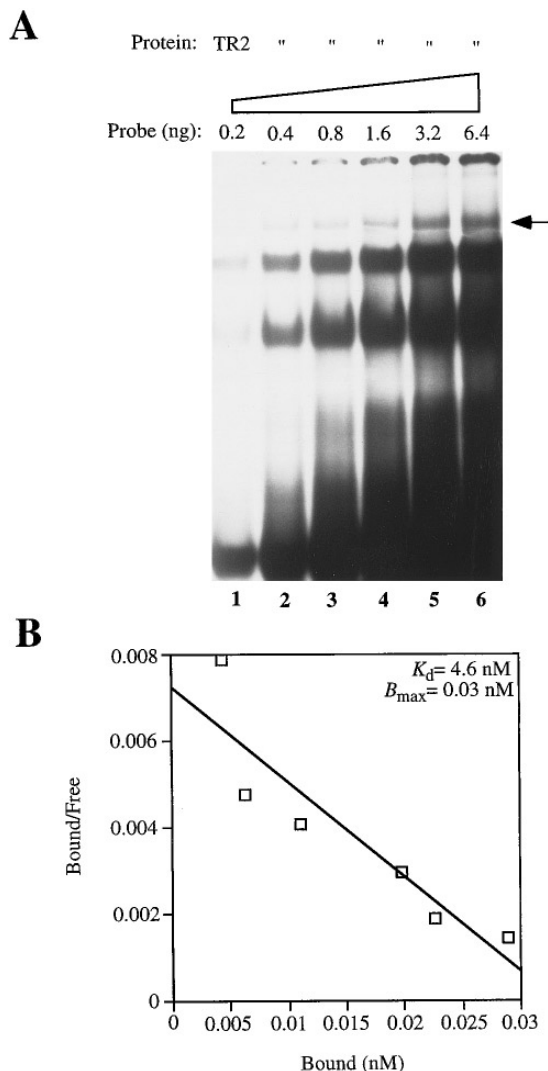 A
Protein: TR2 " " " " "
Probe (ng): 0.2 0.4 0.8 1.6 3.2 6.4
1 2 3 4 5 6
B
Kd= 4.6 nM
Bmax= 0.03 nM
0.008
0.006
0.004
0.002
0
Bound/Free
0 0.005 0.01 0.015 0.02 0.025 0.03
Bound (nM)